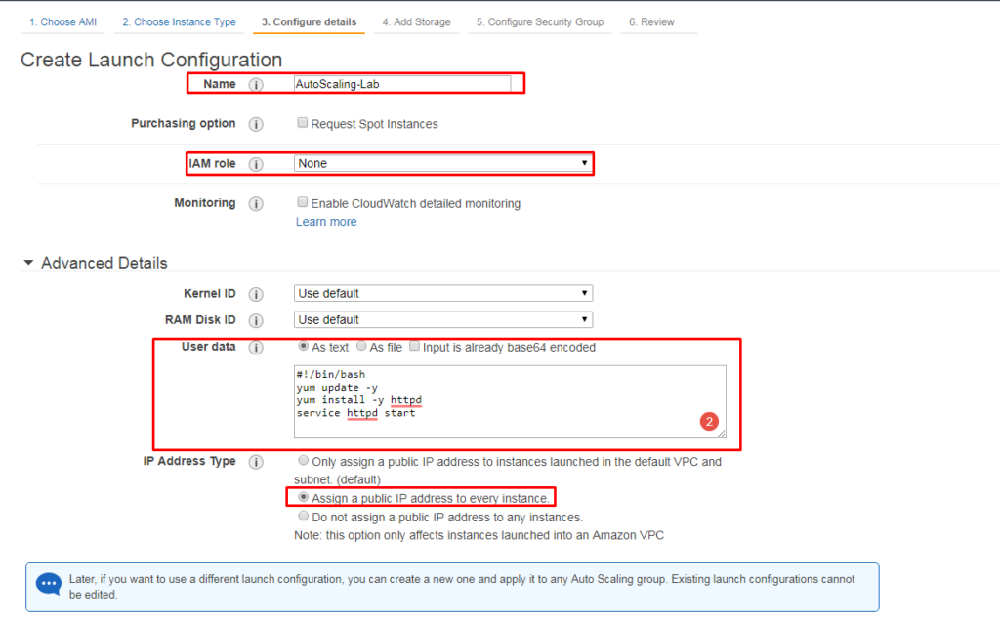 1. Choose AMI 2. Choose Instance Type 3. Configure details 4. Add Storage 5. Configure Security Group 6. Review
Create Launch Configuration
Name i AutoScaling-Lab
Purchasing option i Request Spot Instances
IAM role i None
Monitoring i Enable CloudWatch detailed monitoring
Learn more
Advanced Details
Kernel ID i Use default
RAM Disk ID i Use default
User data i As text As file Input is already base64 encoded
#!/bin/bash
yum update -y
yum install -y httpd
service httpd start
2
IP Address Type i Only assign a public IP address to instances launched in the default VPC and
subnet. (default)
Assign a public IP address to every instance.
Do not assign a public IP address to any instances.
Note: this option only affects instances launched into an Amazon VPC
Later, if you want to use a different launch configuration, you can create a new one and apply it to any Auto Scaling group. Existing launch configurations cannot
be edited.